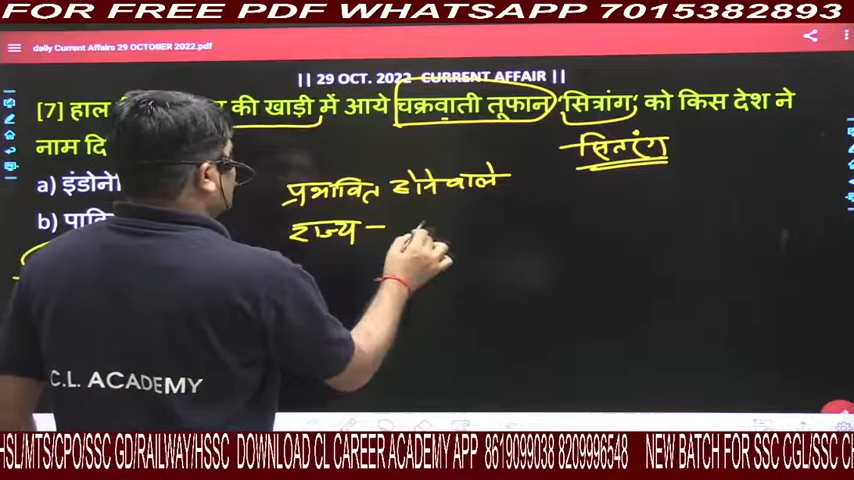 FOR FREE PDF WHATSAPP 7015382893
daily Current Affairs 29 OCTOBER 2022.pdf
|| 29 OCT. 2022 CURRENT AFFAIR ||
[7] हाल की खाड़ी में आये चक्रवाती तूफान 'सित्रांग' को किस देश ने
नाम दि
सितरंग
a) इंडोने
प्रभावित होने वाले
b) पाकि
राज्य -
C.L. ACADEMY
HSL/MTS/CPO/SSC GD/RAILWAY/HSSC DOWNLOAD CL CAREER ACADEMY APP 8619099038 8209996548 NEW BATCH FOR SSC CGL/SSC CH